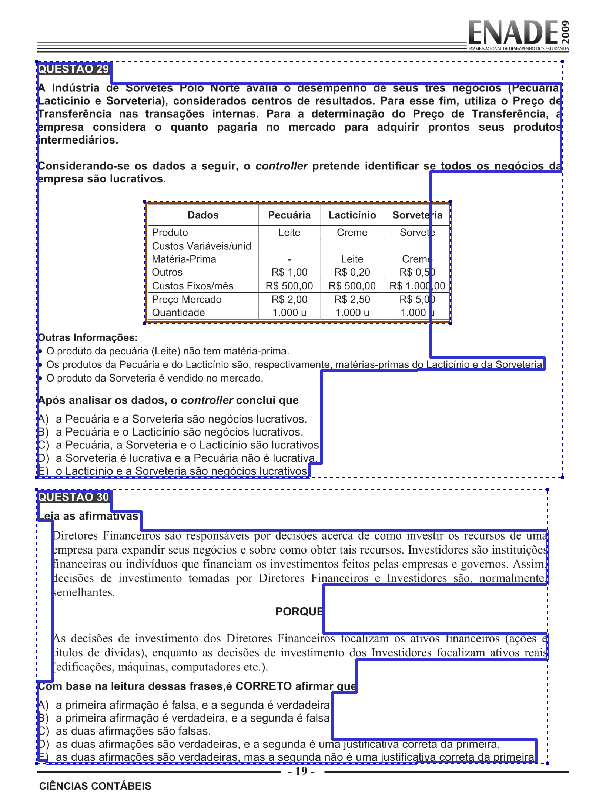 ENADE 2009
EXAME NACIONAL DE DESEMPENHO DOS ESTUDANTES
QUESTÃO 29
A Indústria de Sorvetes Polo Norte avalia o desempenho de seus três negócios (Pecuária,
Lacticínio e Sorveteria), considerados centros de resultados. Para esse fim, utiliza o Preço de
Transferência nas transações internas. Para a determinação do Preço de Transferência, a
empresa considera o quanto pagaria no mercado para adquirir prontos seus produtos
intermediários.
Considerando-se os dados a seguir, o controller pretende identificar se todos os negócios da
empresa são lucrativos.
Dados Pecuária Lacticínio Sorveteria
Produto Leite Creme Sorvete
Custos Variáveis/unid
Matéria-Prima - Leite Creme
Outros R$ 1,00 R$ 0,20 R$ 0,50
Custos Fixos/mês R$ 500,00 R$ 500,00 R$ 1.000,00
Preço Mercado R$ 2,00 R$ 2,50 R$ 5,00
Quantidade 1.000 u 1.000 u 1.000 u
Outras Informações:
• O produto da pecuária (Leite) não tem matéria-prima.
• Os produtos da Pecuária e do Lacticínio são, respectivamente, matérias-primas do Lacticínio e da Sorveteria.
• O produto da Sorveteria é vendido no mercado.
Após analisar os dados, o controller conclui que
A) a Pecuária e a Sorveteria são negócios lucrativos.
B) a Pecuária e o Lacticínio são negócios lucrativos.
C) a Pecuária, a Sorveteria e o Lacticínio são lucrativos.
D) a Sorveteria é lucrativa e a Pecuária não é lucrativa.
E) o Lacticínio e a Sorveteria são negócios lucrativos.
QUESTÃO 30
Leia as afirmativas:
Diretores Financeiros são responsáveis por decisões acerca de como investir os recursos de uma
empresa para expandir seus negócios e sobre como obter tais recursos. Investidores são instituições
financeiras ou indivíduos que financiam os investimentos feitos pelas empresas e governos. Assim,
decisões de investimento tomadas por Diretores Financeiros e Investidores são, normalmente,
semelhantes.
PORQUE
As decisões de investimento dos Diretores Financeiros focalizam os ativos financeiros (ações e
títulos de dívidas), enquanto as decisões de investimento dos Investidores focalizam ativos reais
(edificações, máquinas, computadores etc.).
Com base na leitura dessas frases,é CORRETO afirmar que
A) a primeira afirmação é falsa, e a segunda é verdadeira.
B) a primeira afirmação é verdadeira, e a segunda é falsa.
C) as duas afirmações são falsas.
D) as duas afirmações são verdadeiras, e a segunda é uma justificativa correta da primeira.
E) as duas afirmações são verdadeiras, mas a segunda não é uma justificativa correta da primeira.
- 19 -
CIÊNCIAS CONTÁBEIS